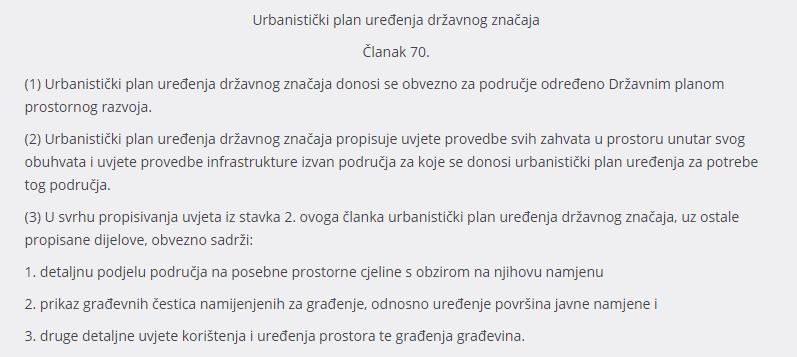 Urbanistički plan uređenja državnog značaja
Članak 70.
(1) Urbanistički plan uređenja državnog značaja donosi se obvezno za područje određeno Državnim planom
prostornog razvoja.
(2) Urbanistički plan uređenja državnog značaja propisuje uvjete provedbe svih zahvata u prostoru unutar svog
obuhvata i uvjete provedbe infrastrukture izvan područja za koje se donosi urbanistički plan uređenja za potrebe
tog područja.
(3) U svrhu propisivanja uvjeta iz stavka 2. ovoga članka urbanistički plan uređenja državnog značaja, uz ostale
propisane dijelove, obvezno sadrži:
1. detaljnu podjelu područja na posebne prostorne cjeline s obzirom na njihovu namjenu
2. prikaz građevnih čestica namijenjenih za građenje, odnosno uređenje površina javne namjene i
3. druge detaljne uvjete korištenja i uređenja prostora te građenja građevina.